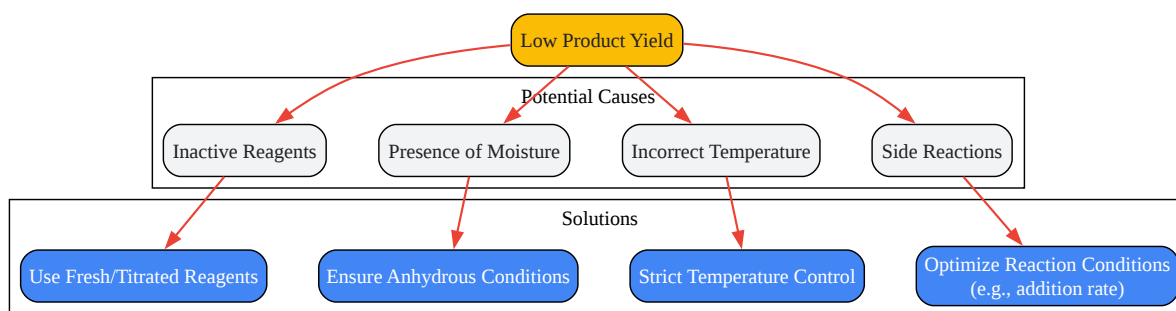 Low Product Yield
Potential Causes
Inactive Reagents
Presence of Moisture
Incorrect Temperature
Side Reactions
Solutions
Use Fresh/Titrated Reagents
Ensure Anhydrous Conditions
Strict Temperature Control
Optimize Reaction Conditions
(e.g., addition rate)